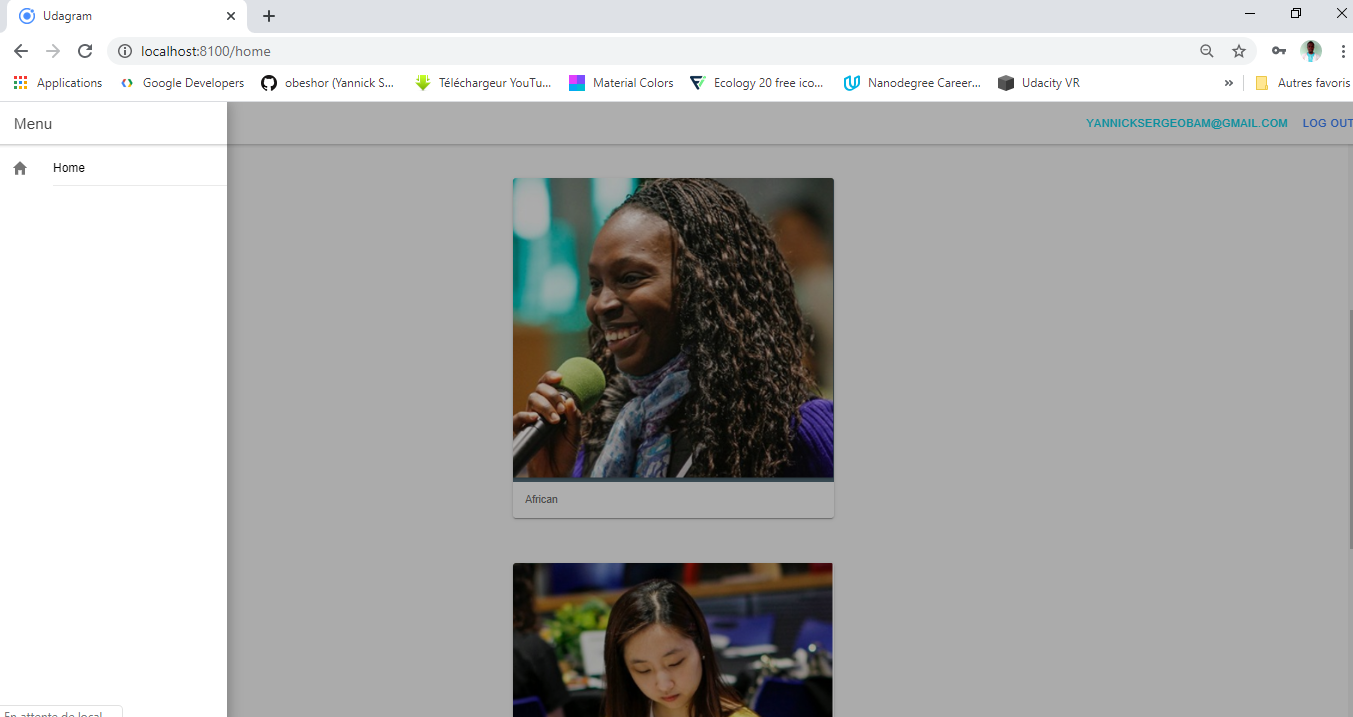 Udagram
localhost:8100/home
Applications Google Developers obeshor (Yannick S... Téléchargeur YouTu... Material Colors Ecology 20 free ico... Nanodegree Career... Udacity VR » Autres favoris
Menu
YANNICKSERGEOBAM@GMAIL.COM LOG OUT
Home
African
En attente de local